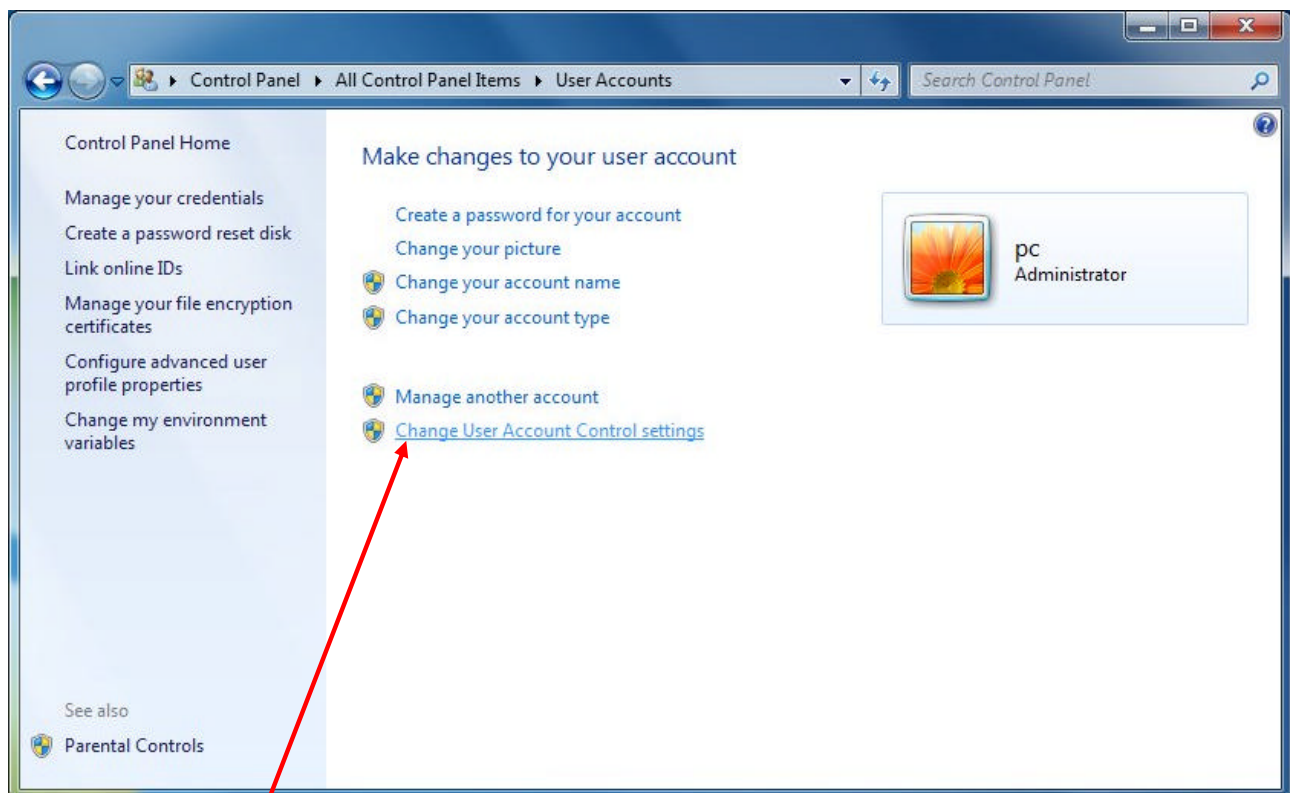 Control Panel ▸ All Control Panel Items ▸ User Accounts
Search Control Panel
Control Panel Home
Manage your credentials
Create a password reset disk
Link online IDs
Manage your file encryption
certificates
Configure advanced user
profile properties
Change my environment
variables
See also
Parental Controls
Make changes to your user account
Create a password for your account
Change your picture
Change your account name
Change your account type
Manage another account
Change User Account Control settings
pc
Administrator